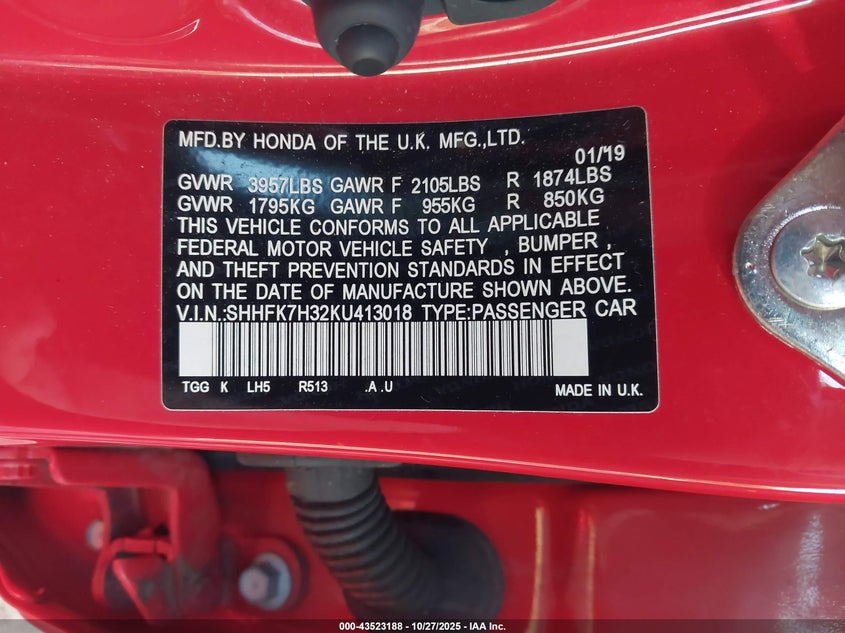 MFD.BY HONDA OF THE U.K. MFG.,LTD.
01/'19
GVWR 3957LBS GAWR F 2105LBS R 1874LBS
GVWR 1795KG GAWR F 955KG R 850KG
THIS VEHICLE CONFORMS TO ALL APPLICABLE
FEDERAL MOTOR VEHICLE SAFETY , BUMPER ,
AND THEFT PREVENTION STANDARDS IN EFFECT
ON THE DATE OF MANUFACTURE SHOWN ABOVE.
V.I.N.:SHHFK7H32KU413018 TYPE:PASSENGER CAR
TGG K LH5 R513 .A .U MADE IN U.K.
000-43523188 - 10/27/2025 - IAA Inc.